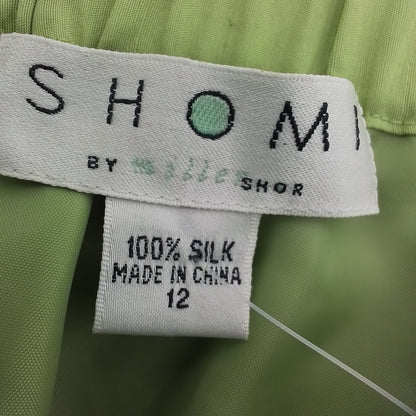 SHOMI
BY SHOR
100% SILK
MADE IN CHINA
12